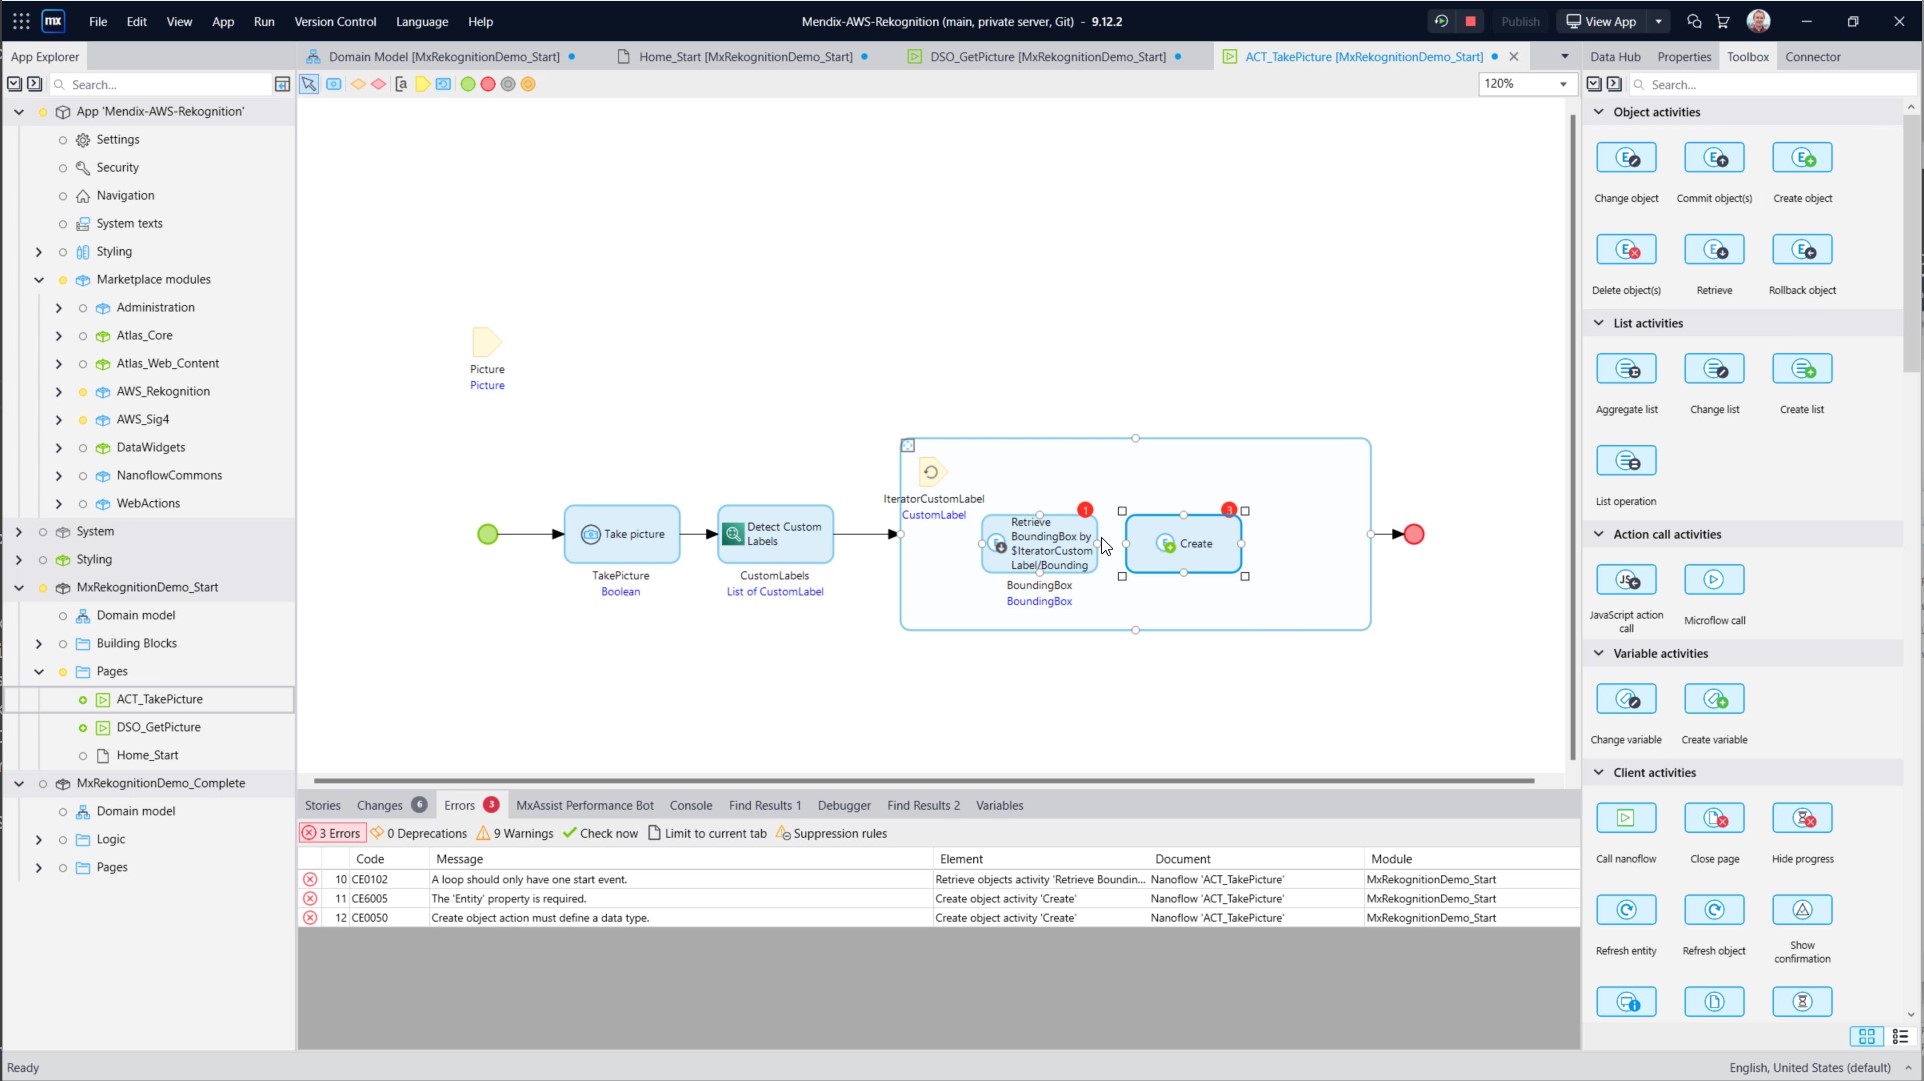 mx File Edit View App Run Version Control Language Help
Mendix-AWS-Rekognition (main, private server, Git) - 9.12.2
Publish View App
App Explorer
Domain Model [MxRekognitionDemo_Start]
Home_Start [MxRekognitionDemo_Start]
DSO_GetPicture [MxRekognitionDemo_Start]
ACT_TakePicture [MxRekognitionDemo_Start]
Data Hub Properties Toolbox Connector
Search...
120%
Search...
App 'Mendix-AWS-Rekognition'
Settings
Security
Navigation
System texts
Styling
Marketplace modules
Administration
Atlas_Core
Atlas_Web_Content
AWS_Rekognition
AWS_Sig4
DataWidgets
NanoflowCommons
WebActions
System
Styling
MxRekognitionDemo_Start
Domain model
Building Blocks
Pages
ACT_TakePicture
DSO_GetPicture
Home_Start
MxRekognitionDemo_Complete
Domain model
Logic
Pages
Picture
Picture
Take picture
TakePicture
Boolean
Detect Custom
Labels
CustomLabels
List of CustomLabel
IteratorCustomLabel
CustomLabel
1
Retrieve
BoundingBox by
$IteratorCustom
Label/Bounding
BoundingBox
BoundingBox
3
Create
Object activities
Change object Commit object(s) Create object
Delete object(s) Retrieve Rollback object
List activities
Aggregate list Change list Create list
List operation
Action call activities
JavaScript action
call
Microflow call
Variable activities
Change variable Create variable
Client activities
Call nanoflow Close page Hide progress
Refresh entity Refresh object Show
confirmation
Stories Changes 6 Errors 3 MxAssist Performance Bot Console Find Results 1 Debugger Find Results 2 Variables
3 Errors 0 Deprecations 9 Warnings Check now Limit to current tab Suppression rules
Code Message Element Document Module
10 CE0102 A loop should only have one start event. Retrieve objects activity 'Retrieve Boundin... Nanoflow 'ACT_TakePicture' MxRekognitionDemo_Start
11 CE6005 The 'Entity' property is required. Create object activity 'Create' Nanoflow 'ACT_TakePicture' MxRekognitionDemo_Start
12 CE0050 Create object action must define a data type. Create object activity 'Create' Nanoflow 'ACT_TakePicture' MxRekognitionDemo_Start
Ready
English, United States (default)